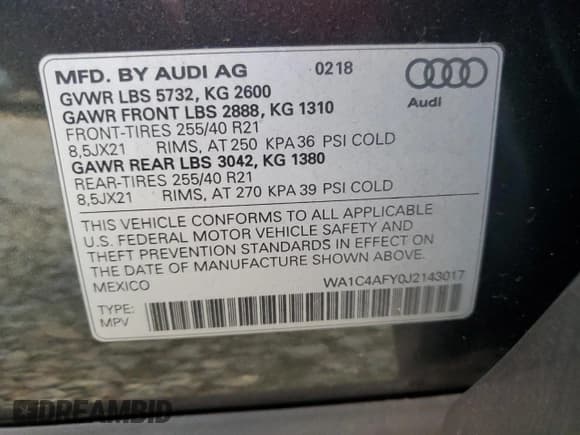 MFD. BY AUDI AG 0218
Audi
GVWR LBS 5732, KG 2600
GAWR FRONT LBS 2888, KG 1310
FRONT-TIRES 255/40 R21
8,5JX21 RIMS, AT 250 KPA 36 PSI COLD
GAWR REAR LBS 3042, KG 1380
REAR-TIRES 255/40 R21
8,5JX21 RIMS, AT 270 KPA 39 PSI COLD
THIS VEHICLE CONFORMS TO ALL APPLICABLE
U.S. FEDERAL MOTOR VEHICLE SAFETY AND
THEFT PREVENTION STANDARDS IN EFFECT ON
THE DATE OF MANUFACTURE SHOWN ABOVE.
MEXICO WA1C4AFY0J2143017
TYPE:
MPV
DREAMBID